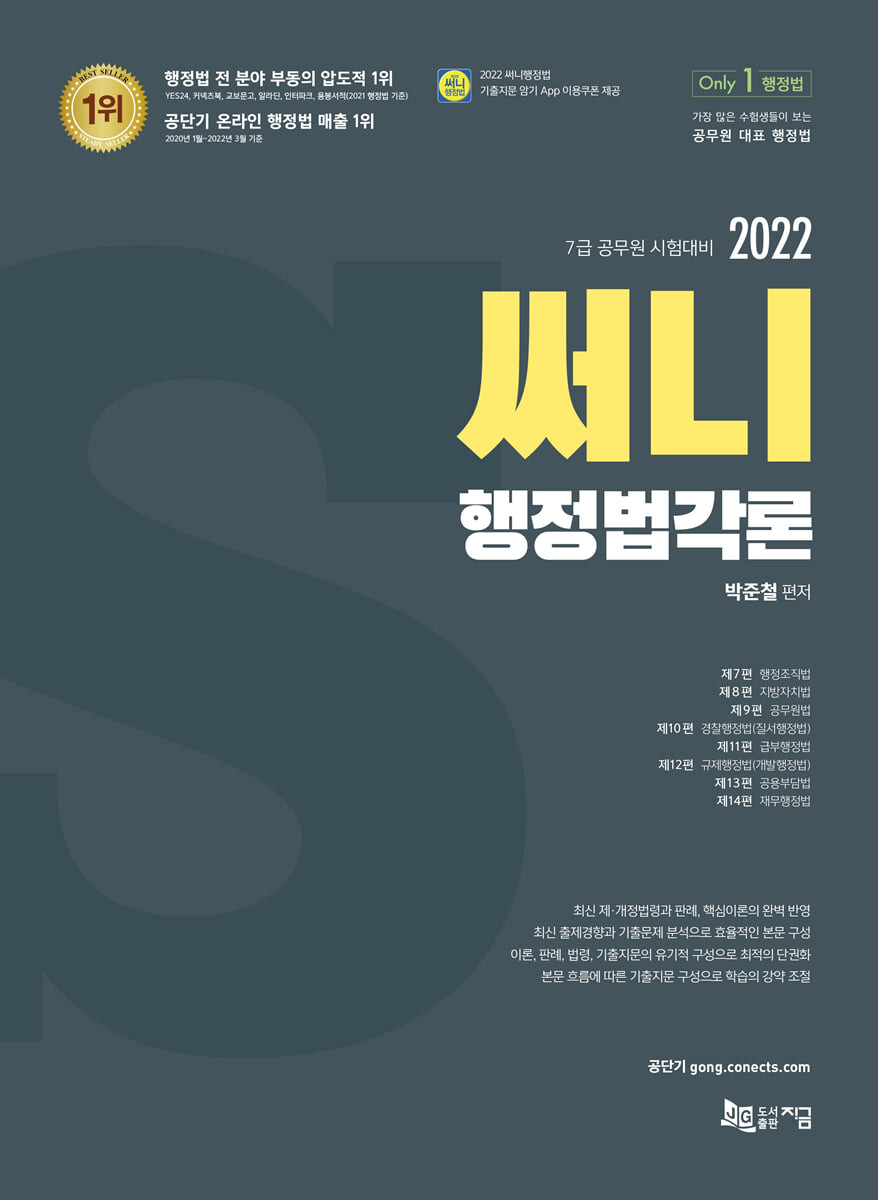 BEST SELLER
1위
STEADY SELLER
행정법 전 분야 부동의 압도적 1위
YES24, 커넥츠북, 교보문고, 알라딘, 인터파크, 용봉서적(2021 행정법 기준)
공단기 온라인 행정법 매출 1위
2020년 1월~2022년 3월 기준
2022
써니
행정법
2022 써니행정법
기출지문 암기 App 이용쿠폰 제공
Only 1 행정법
가장 많은 수험생들이 보는
공무원 대표 행정법
7급 공무원 시험대비 2022
써니
행정법각론
박준철 편저
제7편 행정조직법
제8편 지방자치법
제9편 공무원법
제10편 경찰행정법(질서행정법)
제11편 급부행정법
제12편 규제행정법(개발행정법)
제13편 공용부담법
제14편 재무행정법
최신 제·개정법령과 판례, 핵심이론의 완벽 반영
최신 출제경향과 기출문제 분석으로 효율적인 본문 구성
이론, 판례, 법령, 기출지문의 유기적 구성으로 최적의 단권화
본문 흐름에 따른 기출지문 구성으로 학습의 강약 조절
공단기 gong.conects.com
JG 도서출판 지금
S